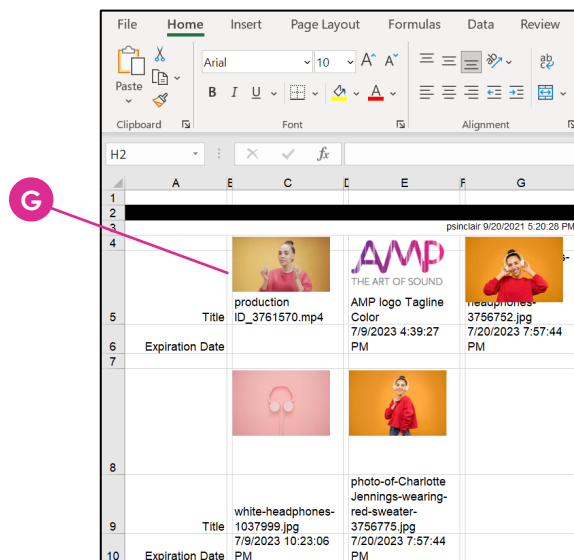 File Home Insert Page Layout Formulas Data Review
Paste
Arial 10 A^ A˅
B I U A
ab
Clipboard Font Alignment
H2 fx
A C E G
1
2
3 psinclair 9/20/2021 5:20:28 PM
4
G
AMP
THE ART OF SOUND
5 Title production ID_3761570.mp4 AMP logo Tagline Color headphones-3756752.jpg
6 Expiration Date 7/9/2023 4:39:27 PM 7/20/2023 7:57:44 PM
7
8
9 Title white-headphones-1037999.jpg photo-of-Charlotte Jennings-wearing-red-sweater-3756775.jpg
10 Expiration Date 7/9/2023 10:23:06 PM 7/20/2023 7:57:44 PM